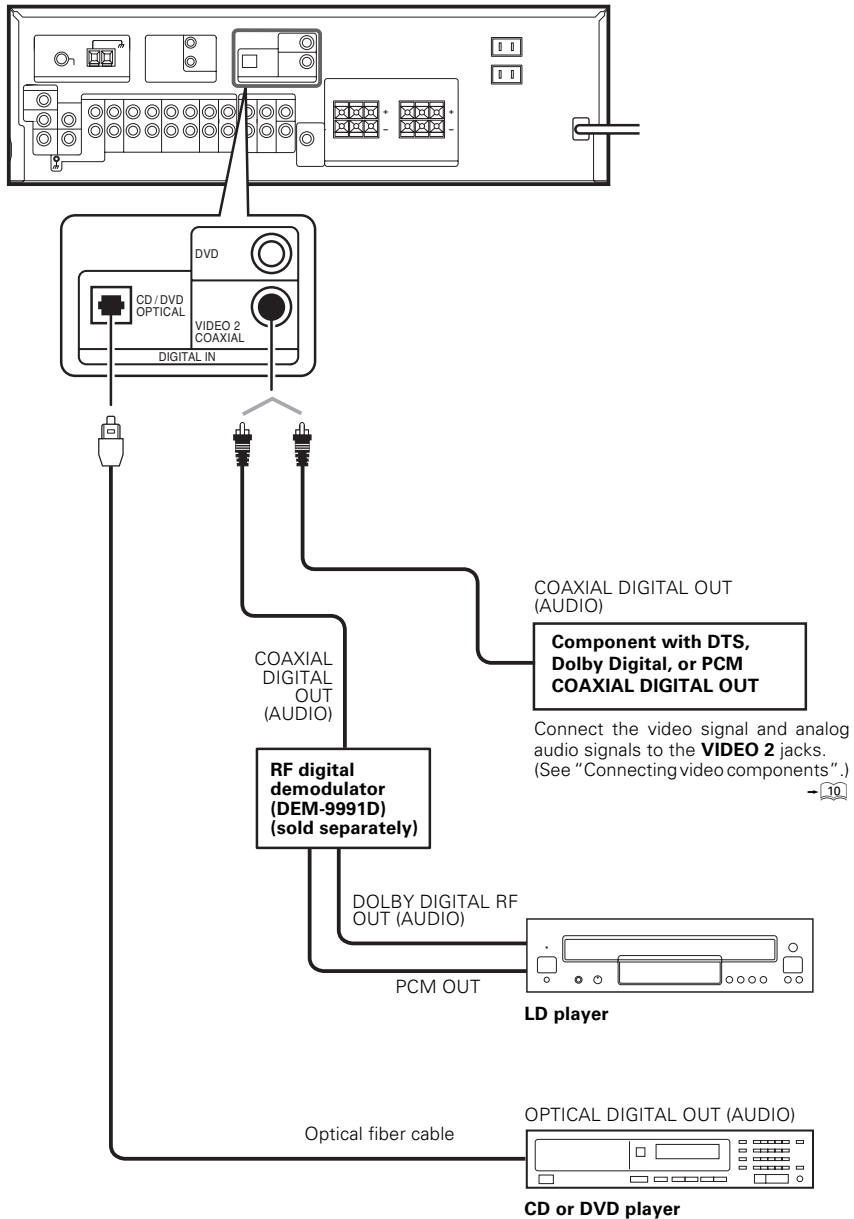 +
−
+
−
DVD
CD / DVD
OPTICAL
VIDEO 2
COAXIAL
DIGITAL IN
COAXIAL DIGITAL OUT
(AUDIO)
Component with DTS,
Dolby Digital, or PCM
COAXIAL DIGITAL OUT
Connect the video signal and analog
audio signals to the VIDEO 2 jacks.
(See "Connecting video components".)
→ 10
COAXIAL
DIGITAL
OUT
(AUDIO)
RF digital
demodulator
(DEM-9991D)
(sold separately)
DOLBY DIGITAL RF
OUT (AUDIO)
PCM OUT
LD player
OPTICAL DIGITAL OUT (AUDIO)
Optical fiber cable
CD or DVD player